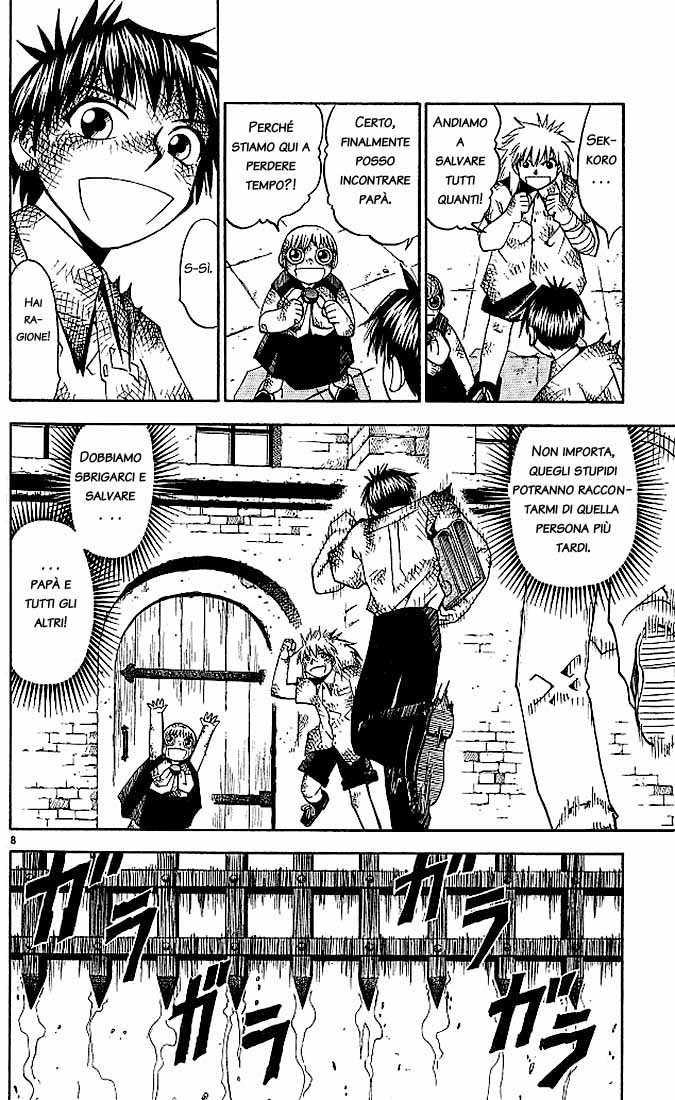 SEK-
KORO
...
ANDIAMO
A
SALVARE
TUTTI
QUANTI!
CERTO,
FINALMENTE
POSSO
INCONTRARE
PAPÀ.
PERCHÉ
STIAMO QUI A
PERDERE
TEMPO?!
S-SÌ.
HAI
RA-
GIONE!
NON IMPORTA,
QUEGLI STUPIDI
POTRANNO RACCON-
TARMI DI QUELLA
PERSONA PIÙ
TARDI.
DOBBIAMO
SBRIGARCI E
SALVARE
...
...
PAPÀ E
TUTTI GLI
ALTRI!
8
ガラ
ガラ
ガラ
ガラ